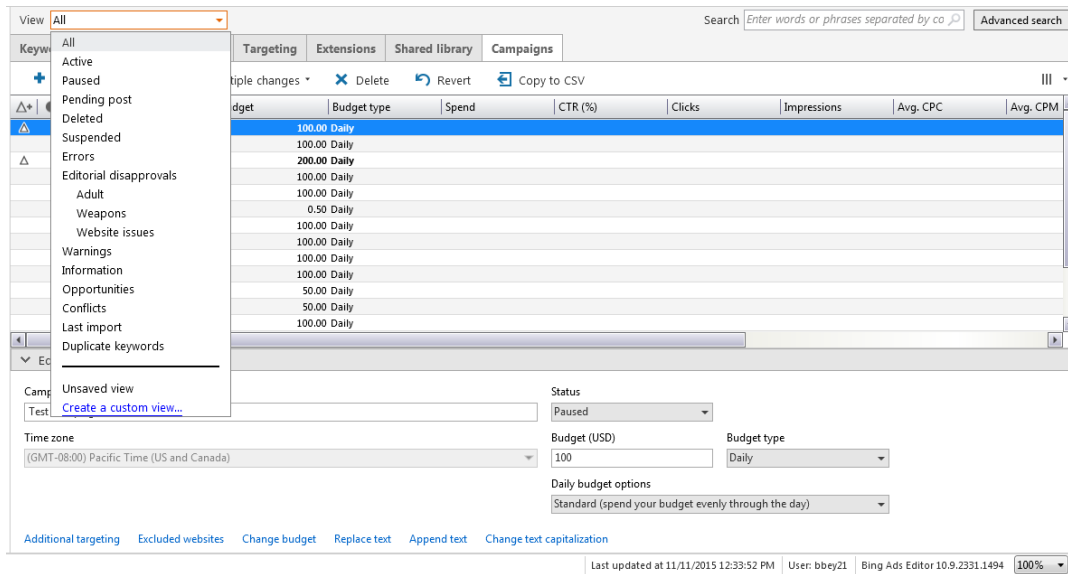 View All Search Enter words or phrases separated by co Advanced search
Targeting Extensions Shared library Campaigns
All
Active
Paused
Pending post
Deleted
Suspended
Errors
Editorial disapprovals
Adult
Weapons
Website issues
Warnings
Information
Opportunities
Conflicts
Last import
Duplicate keywords
Unsaved view
Create a custom view...
changes Delete Revert Copy to CSV
Budget type Spend CTR (%) Clicks Impressions Avg. CPC Avg. CPM
100.00 Daily
100.00 Daily
200.00 Daily
100.00 Daily
100.00 Daily
0.50 Daily
100.00 Daily
100.00 Daily
100.00 Daily
100.00 Daily
50.00 Daily
50.00 Daily
100.00 Daily
Status
Test Paused
Time zone Budget (USD) Budget type
(GMT-08:00) Pacific Time (US and Canada) 100 Daily
Daily budget options
Standard (spend your budget evenly through the day)
Additional targeting Excluded websites Change budget Replace text Append text Change text capitalization
Last updated at 11/11/2015 12:33:52 PM User: bbey21 Bing Ads Editor 10.9.2331.1494 100%